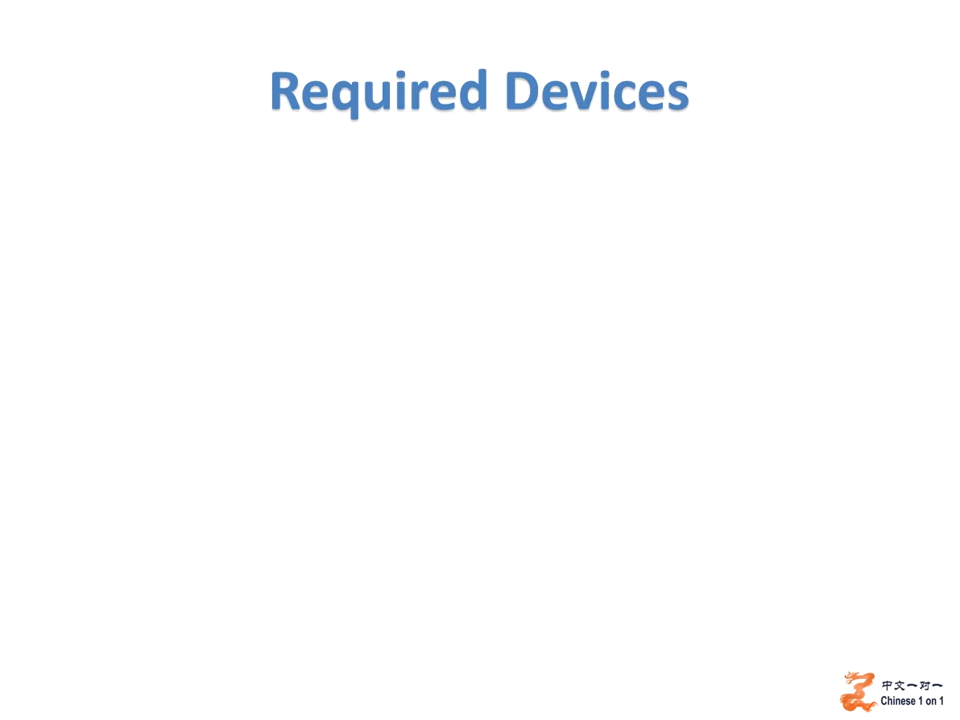 Required Devices
中文一对一
Chinese 1 on 1